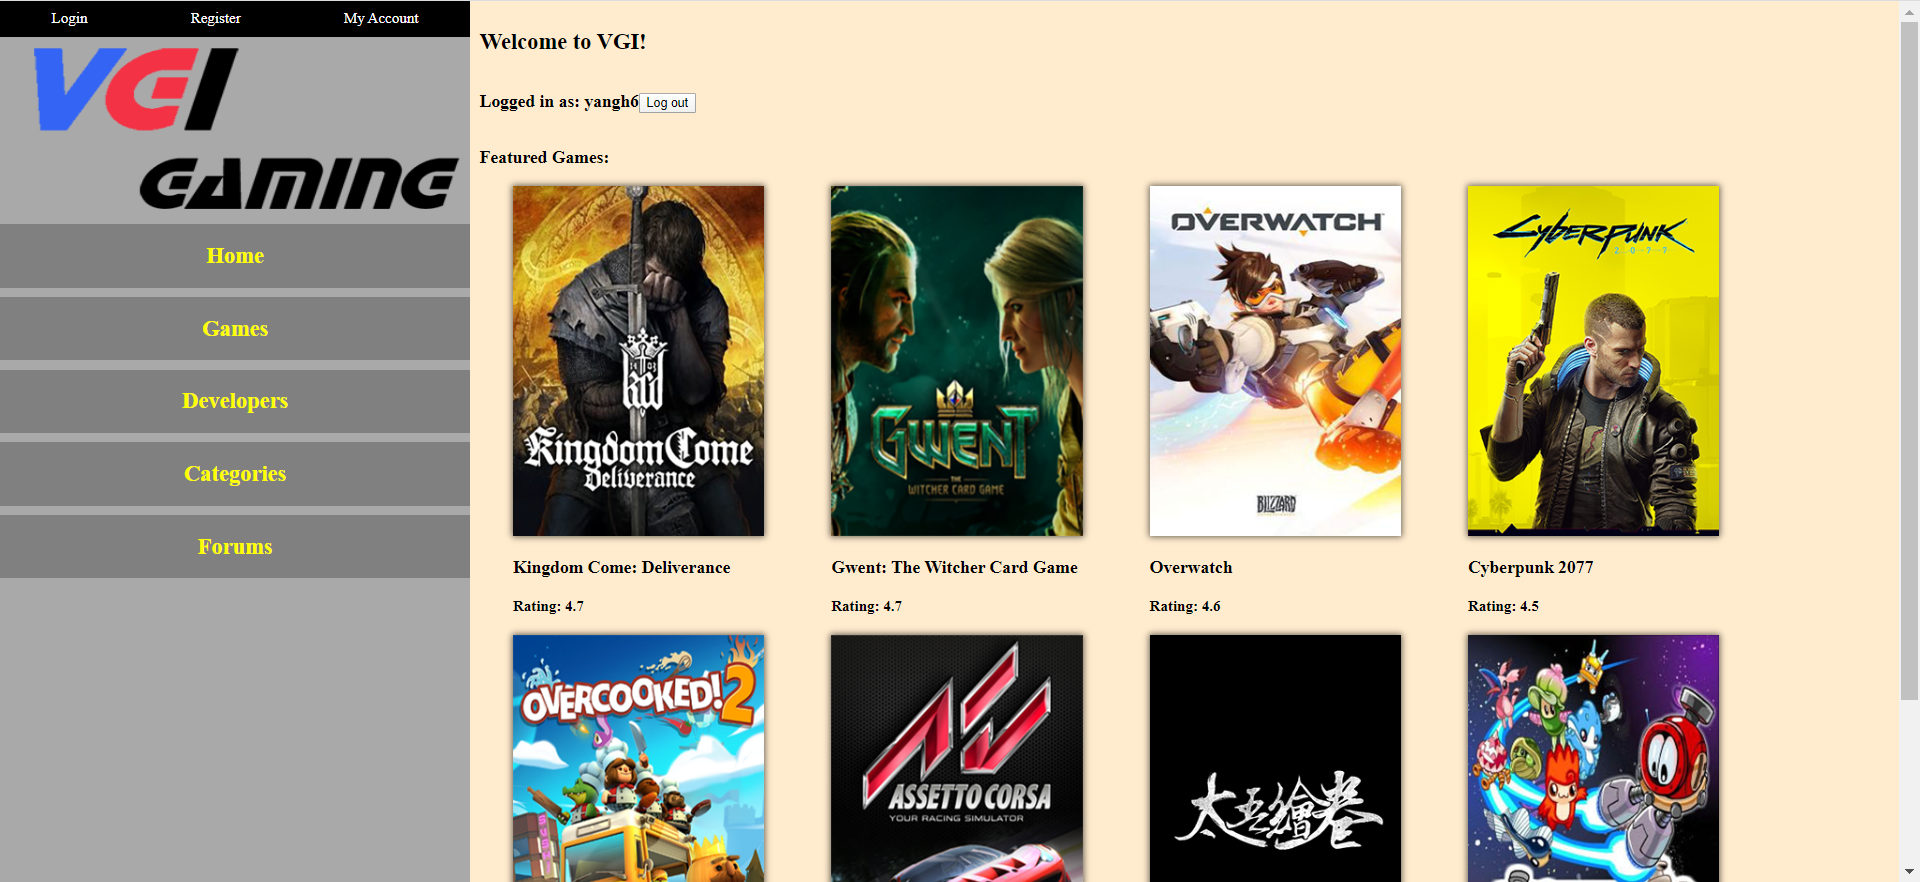 Login Register My Account
VGI
GAMING
Home
Games
Developers
Categories
Forums
Welcome to VGI!
Logged in as: yangh6 Log out
Featured Games:
Kingdom Come
Deliverance
GWENT
THE
WITCHER CARD GAME
OVERWATCH
BLIZZARD
Cyberpunk
2077
Kingdom Come: Deliverance
Rating: 4.7
Gwent: The Witcher Card Game
Rating: 4.7
Overwatch
Rating: 4.6
Cyberpunk 2077
Rating: 4.5
OVERCOOKED! 2
ASSETTO CORSA
YOUR RACING SIMULATOR
太吾繪卷